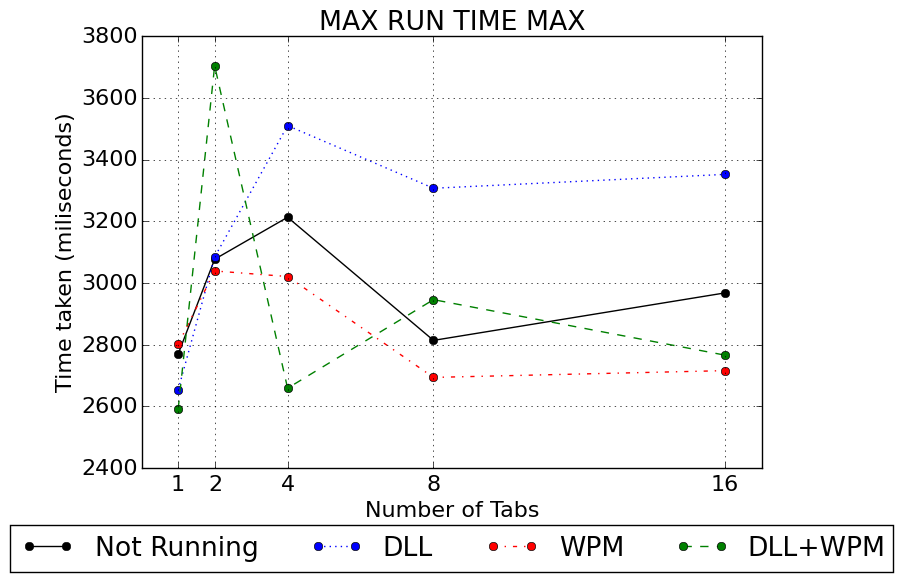 MAX RUN TIME MAX
3800
3600
3400
3200
3000
2800
2600
2400
Time taken (miliseconds)
1 2 4 8 16
Number of Tabs
Not Running DLL WPM DLL+WPM